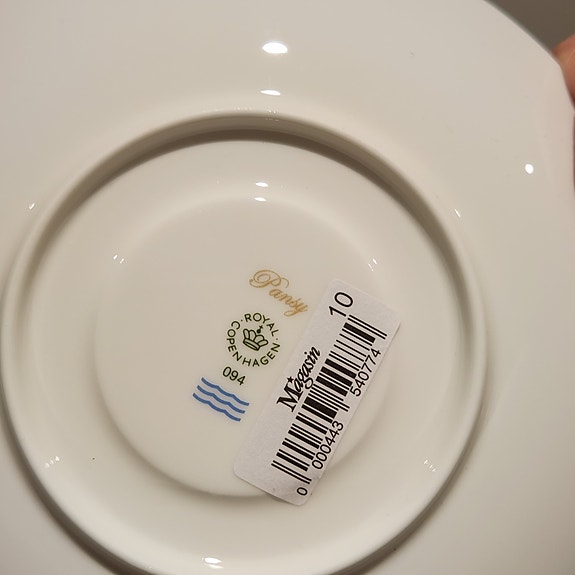 Pansy
ROYAL
COPENHAGEN
094
10
Magasin
0 000443 540774